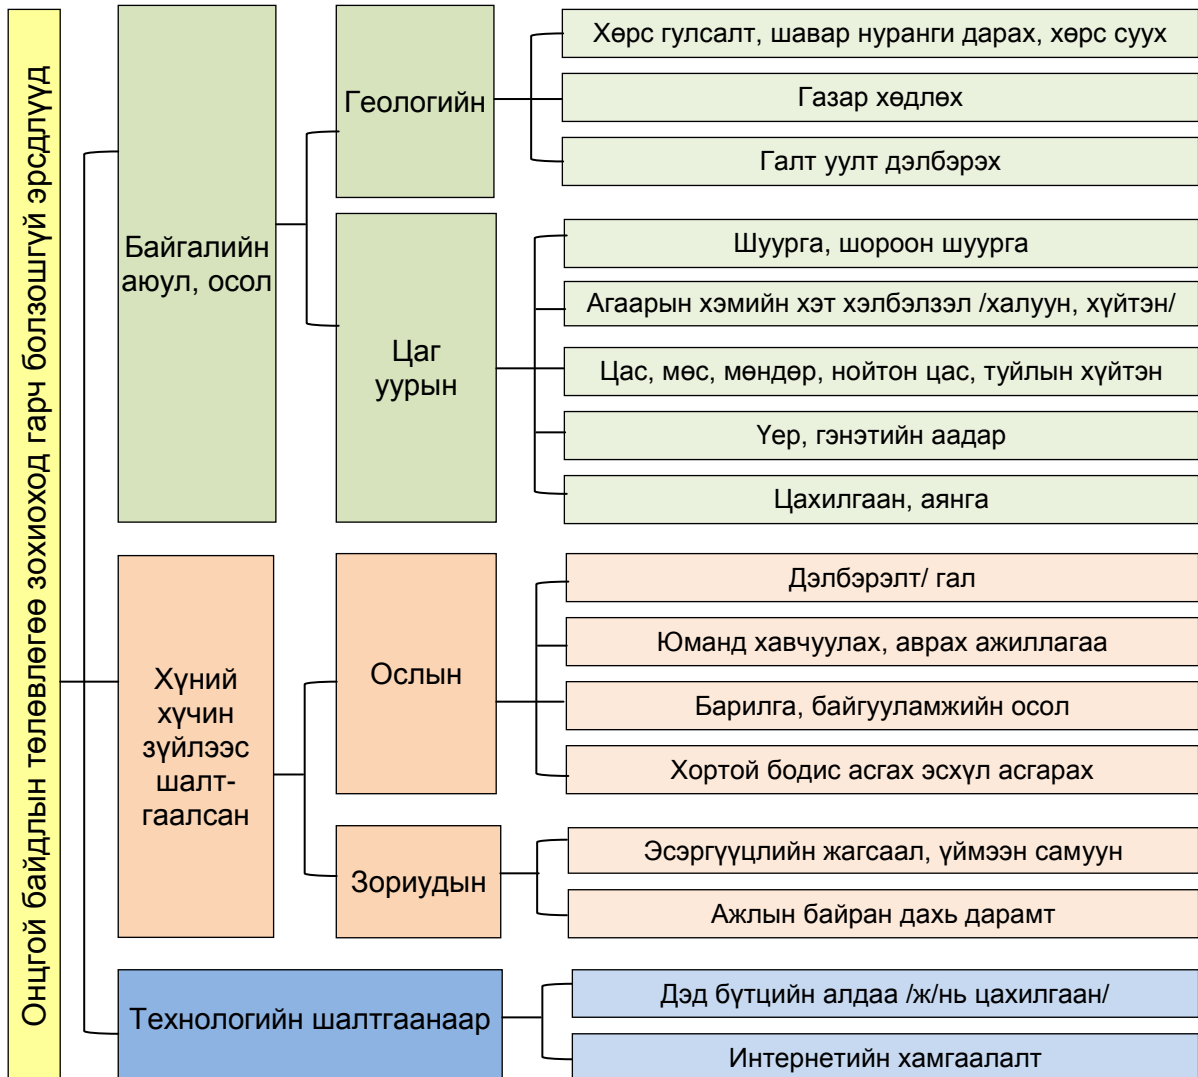 Онцгой байдлын төлөвлөгөө зохиоход гарч болзошгүй эрсдлүүд
Байгалийн
аюул, осол
Геологийн
Хөрс гулсалт, шавар нуранги дарах, хөрс суух
Газар хөдлөх
Галт уулт дэлбэрэх
Цаг
уурын
Шуурга, шороон шуурга
Агаарын хэмийн хэт хэлбэлзэл /халуун, хүйтэн/
Цас, мөс, мөндөр, нойтон цас, туйлын хүйтэн
Үер, гэнэтийн аадар
Цахилгаан, аянга
Хүний
хүчин
зүйлээс
шалт-
гаалсан
Ослын
Дэлбэрэлт/ гал
Юманд хавчуулах, аврах ажиллагаа
Барилга, байгууламжийн осол
Хортой бодис асгах эсхүл асгарах
Зориудын
Эсэргүүцлийн жагсаал, үймээн самуун
Ажлын байран дахь дарамт
Технологийн шалтгаанаар
Дэд бүтцийн алдаа /ж/нь цахилгаан/
Интернетийн хамгаалалт